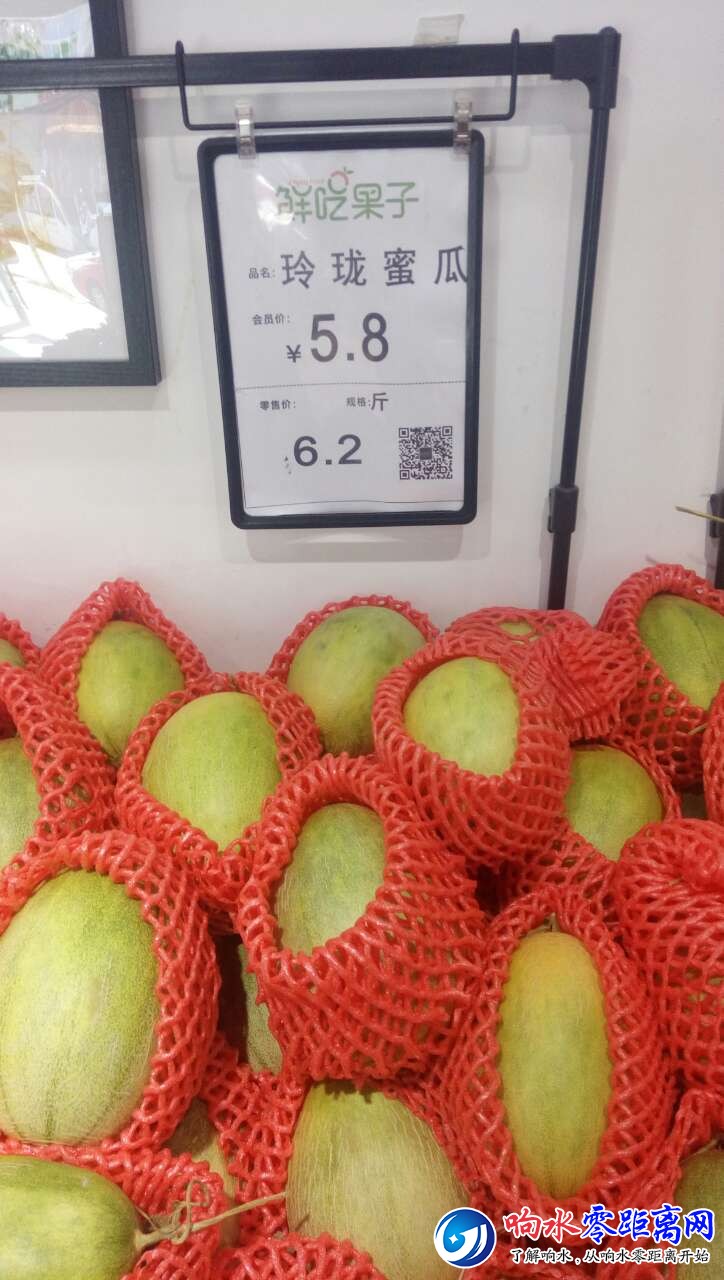 鲜吃果子
品名: 玲珑蜜瓜
会员价:
¥ 5.8
零售价: 规格: 斤
6.2
响水零距离网
了解响水,从响水零距离开始